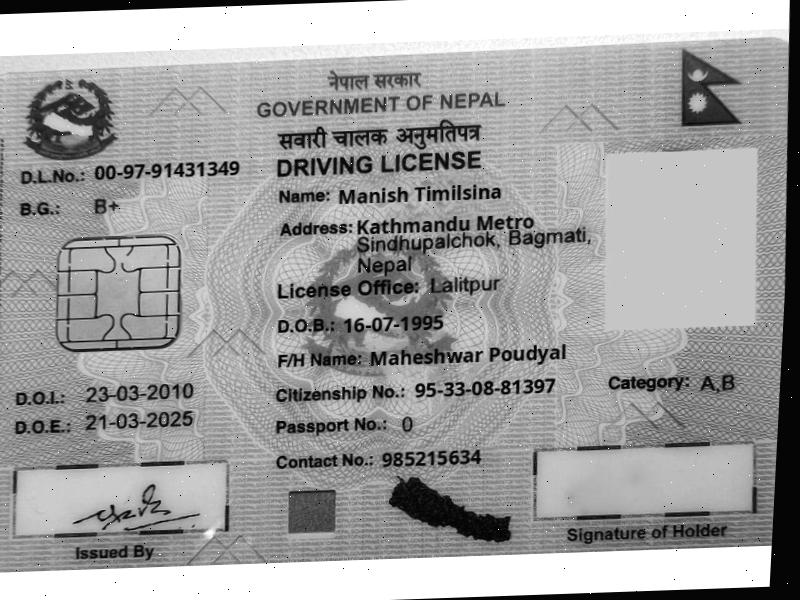 नेपाल सरकार
GOVERNMENT OF NEPAL
सवारी चालक अनुमतिपत्र
DRIVING LICENSE
D.L.No.: 00-97-91431349
B.G.: B+
Name: Manish Timilsina
Address: Kathmandu Metro
Sindhupalchok, Bagmati,
Nepal
License Office: Lalitpur
D.O.B.: 16-07-1995
F/H Name: Maheshwar Poudyal
D.O.I.: 23-03-2010
Citizenship No.: 95-33-08-81397
Category: A,B
D.O.E.: 21-03-2025
Passport No.: 0
Contact No.: 985215634
Issued By
Signature of Holder